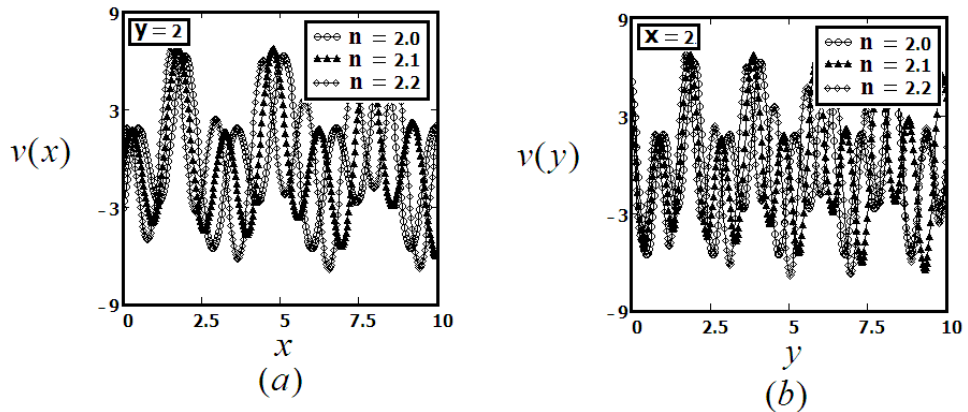 9
y = 2
n = 2.0
n = 2.1
n = 2.2
3
v(x)
-3
-9
0 2.5 5 7.5 10
x
(a)
9
x = 2
n = 2.0
n = 2.1
n = 2.2
3
v(y)
-3
-9
0 2.5 5 7.5 10
y
(b)